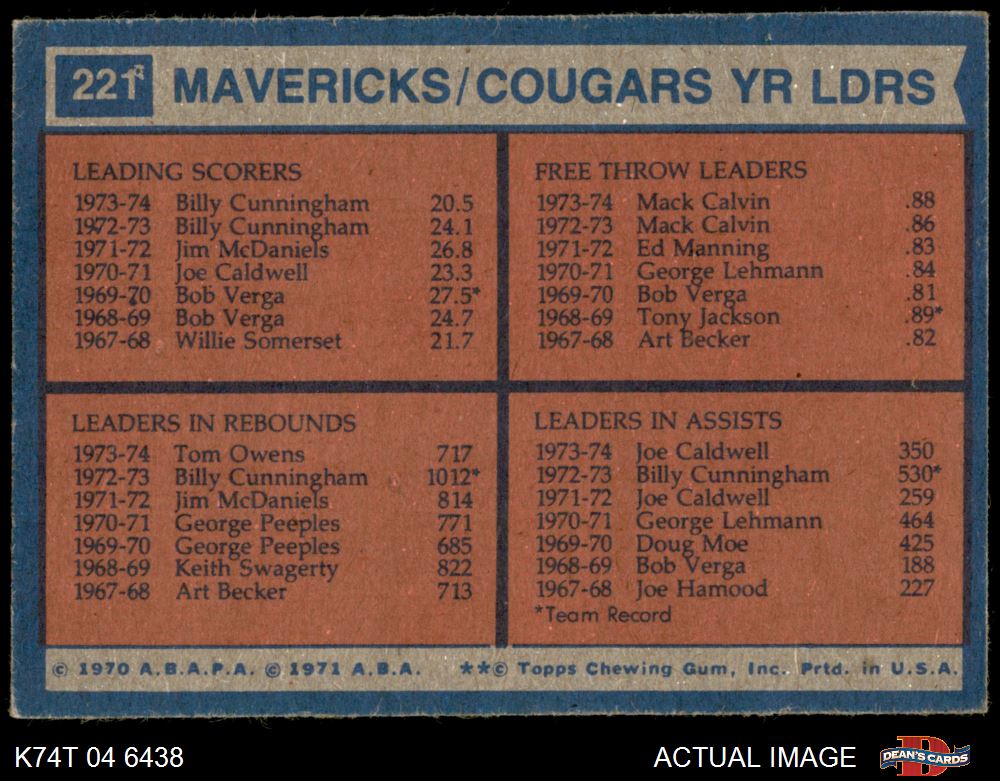 221
MAVERICKS/COUGARS YR LDRS
LEADING SCORERS
1973-74 Billy Cunningham 20.5
1972-73 Billy Cunningham 24.1
1971-72 Jim McDaniels 26.8
1970-71 Joe Caldwell 23.3
1969-70 Bob Verga 27.5*
1968-69 Bob Verga 24.7
1967-68 Willie Somerset 21.7
FREE THROW LEADERS
1973-74 Mack Calvin .88
1972-73 Mack Calvin .86
1971-72 Ed Manning .83
1970-71 George Lehmann .84
1969-70 Bob Verga .81
1968-69 Tony Jackson .89*
1967-68 Art Becker .82
LEADERS IN REBOUNDS
1973-74 Tom Owens 717
1972-73 Billy Cunningham 1012*
1971-72 Jim McDaniels 814
1970-71 George Peeples 771
1969-70 George Peeples 685
1968-69 Keith Swagerty 822
1967-68 Art Becker 713
LEADERS IN ASSISTS
1973-74 Joe Caldwell 350
1972-73 Billy Cunningham 530*
1971-72 Joe Caldwell 259
1970-71 George Lehmann 464
1969-70 Doug Moe 425
1968-69 Bob Verga 188
1967-68 Joe Hamood 227
*Team Record
© 1970 A.B.A.P.A. © 1971 A.B.A. **© Topps Chewing Gum, Inc. Prtd. in U.S.A.
K74T 04 6438
ACTUAL IMAGE
DEAN'S CARDS